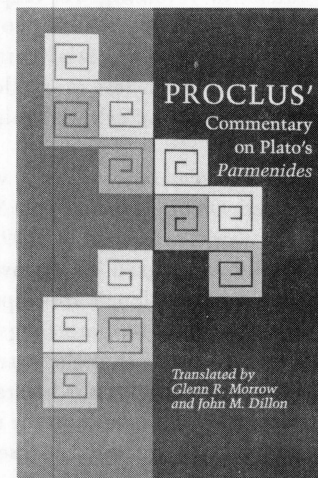 PROCLUS'
Commentary
on Plato's
Parmenides
Translated by
Glenn R. Morrow
and John M. Dillon